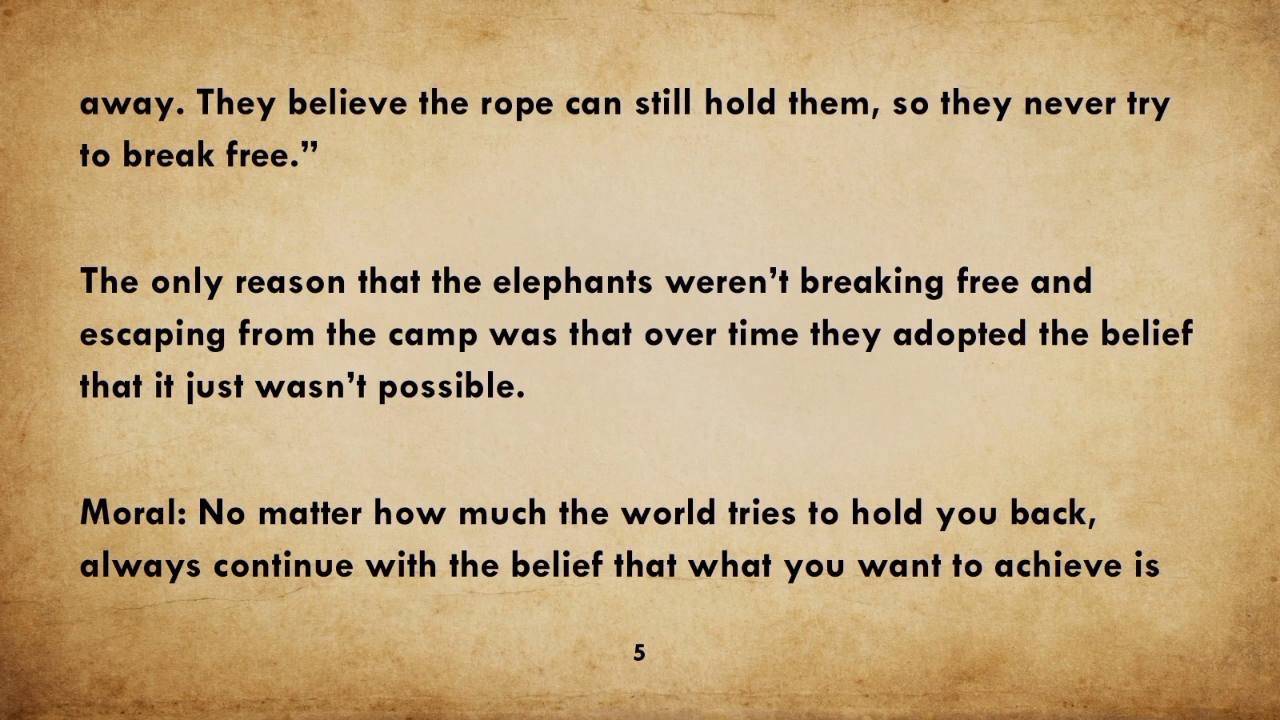 away. They believe the rope can still hold them, so they never try
to break free.”
The only reason that the elephants weren’t breaking free and
escaping from the camp was that over time they adopted the belief
that it just wasn’t possible.
Moral: No matter how much the world tries to hold you back,
always continue with the belief that what you want to achieve is
5